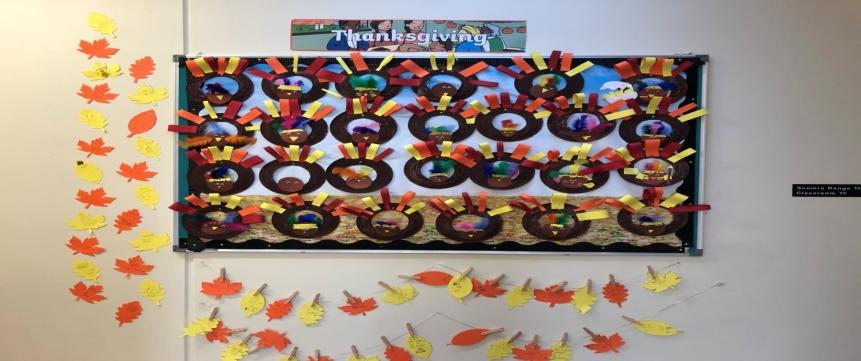 Thanksgiving
Seomra Ranga 15
Classroom 15